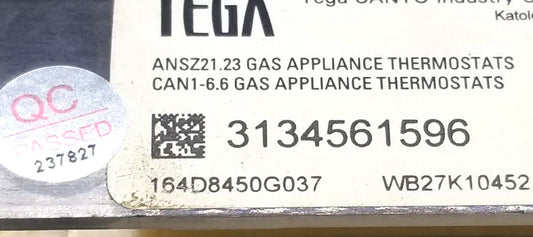 TEGA
Tega CANTO Industry
Katol
ANSZ21.23 GAS APPLIANCE THERMOSTATS
CAN1-6.6 GAS APPLIANCE THERMOSTATS
QC
PASSED
237827
3134561596
164D8450G037 WB27K10452